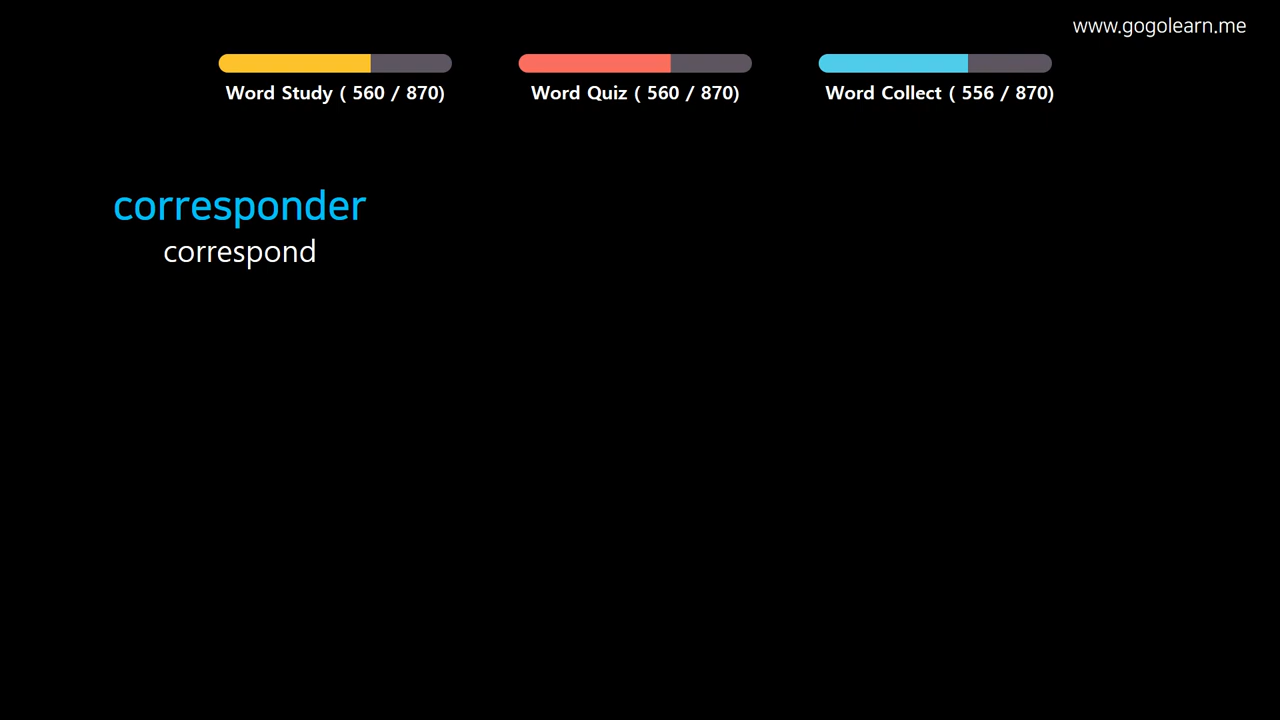 www.gogolearn.me
Word Study ( 560 / 870)
Word Quiz ( 560 / 870)
Word Collect ( 556 / 870)
corresponder
correspond